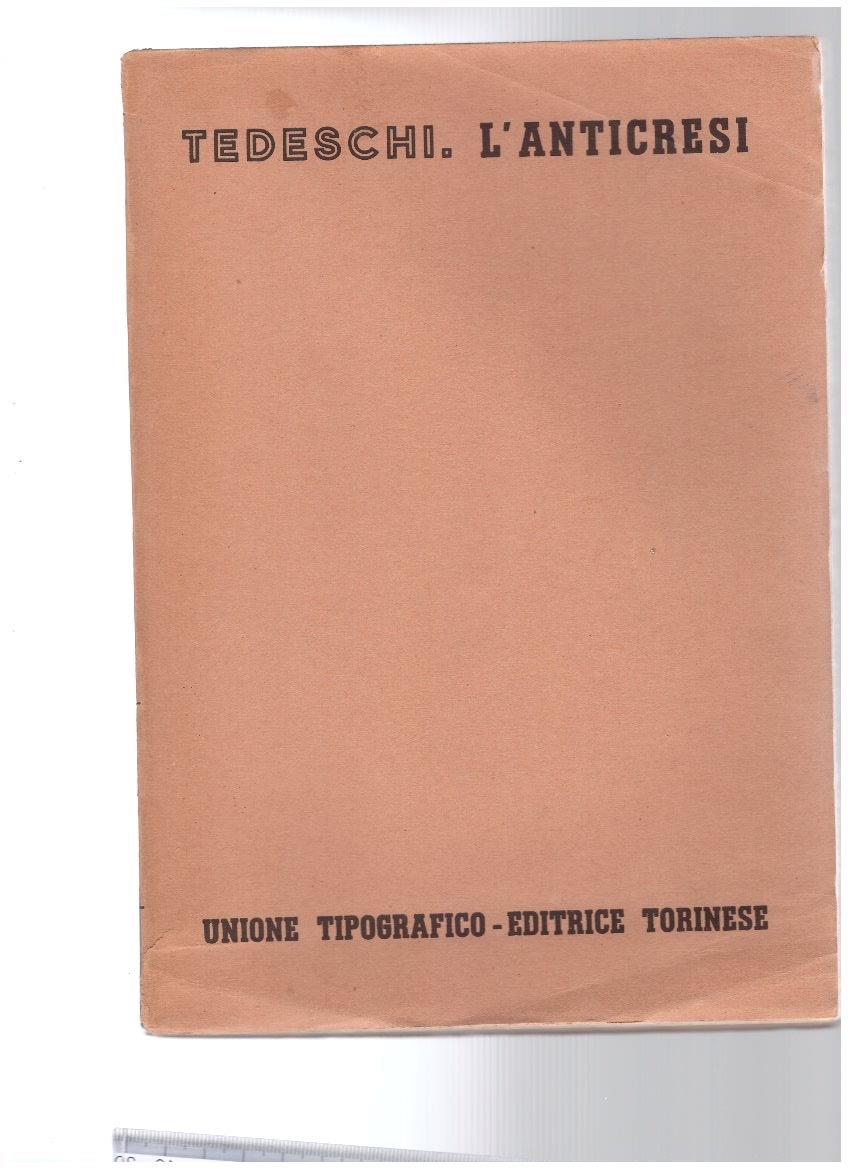 TEDESCHI. L'ANTICRESI
UNIONE TIPOGRAFICO-EDITRICE TORINESE